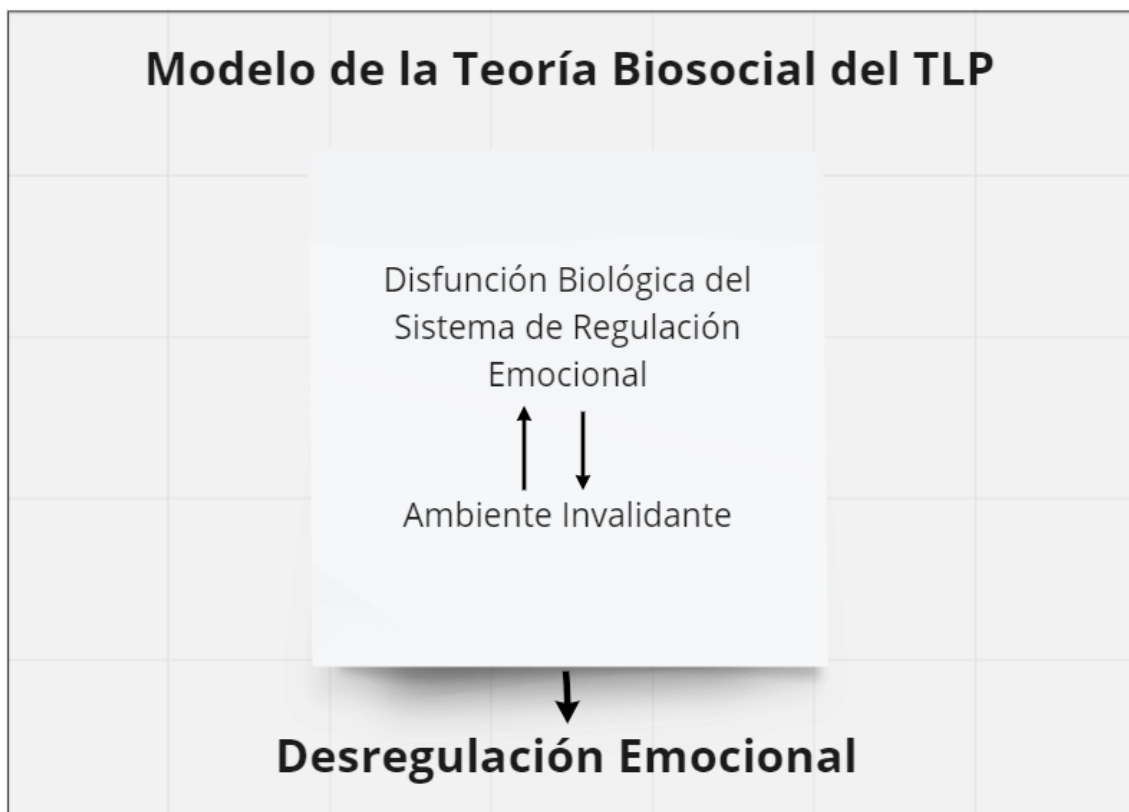 Modelo de la Teoría Biosocial del TLP
Disfunción Biológica del
Sistema de Regulación
Emocional
Ambiente Invalidante
Desregulación Emocional